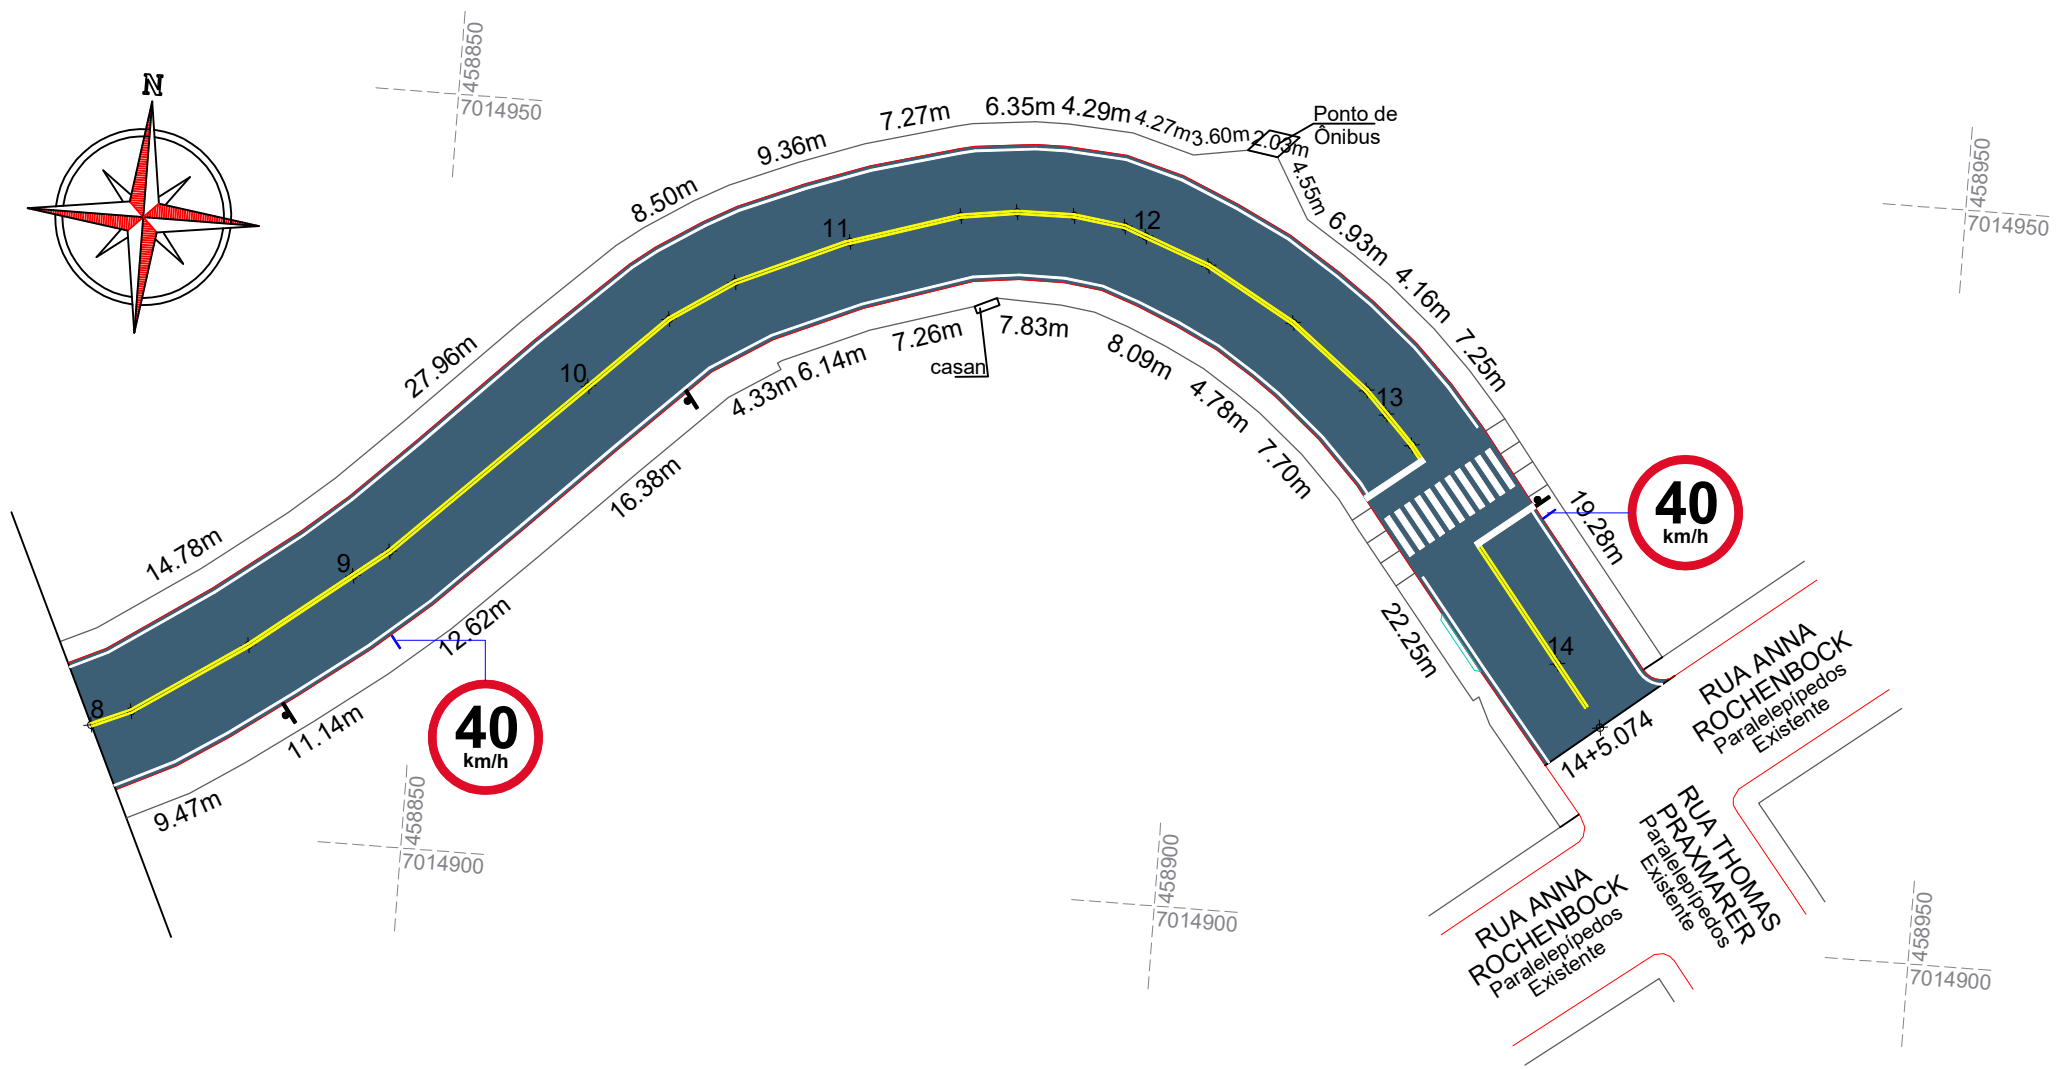 N
458850
7014950
14.78m
27.96m
8.50m
9.36m
7.27m
6.35m
4.29m
4.27m
3.60m
2.03m
Ponto de
Ônibus
4.55m
6.93m
4.16m
7.25m
19.28m
458950
7014950
8
9
10
11
12
13
14
14+5.074
9.47m
11.14m
12.62m
16.38m
4.33m
6.14m
7.26m
casan
7.83m
8.09m
4.78m
7.70m
22.25m
40
km/h
40
km/h
458850
7014900
458900
7014900
458950
7014900
RUA ANNA
ROCHENBOCK
Paralelepípedos
Existente
RUA THOMAS
PRAXMARER
Paralelepípedos
Existente
RUA ANNA
ROCHENBOCK
Paralelepípedos
Existente